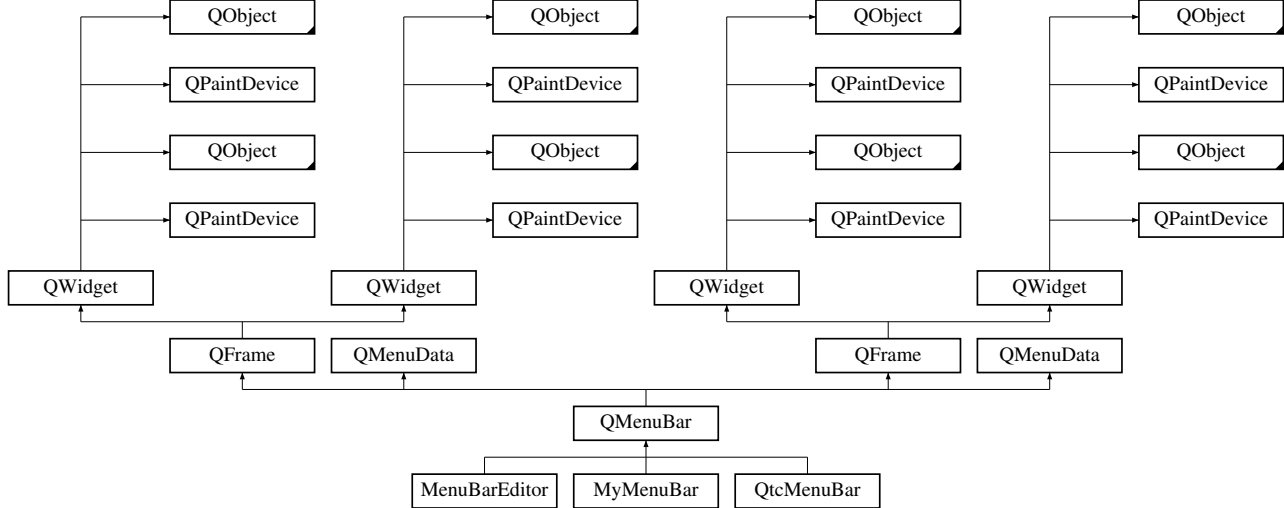 QObject QObject QObject QObject
QPaintDevice QPaintDevice QPaintDevice QPaintDevice
QObject QObject QObject QObject
QPaintDevice QPaintDevice QPaintDevice QPaintDevice
QWidget QWidget QWidget QWidget
QFrame QMenuData QFrame QMenuData
QMenuBar
MenuBarEditor MyMenuBar QtcMenuBar